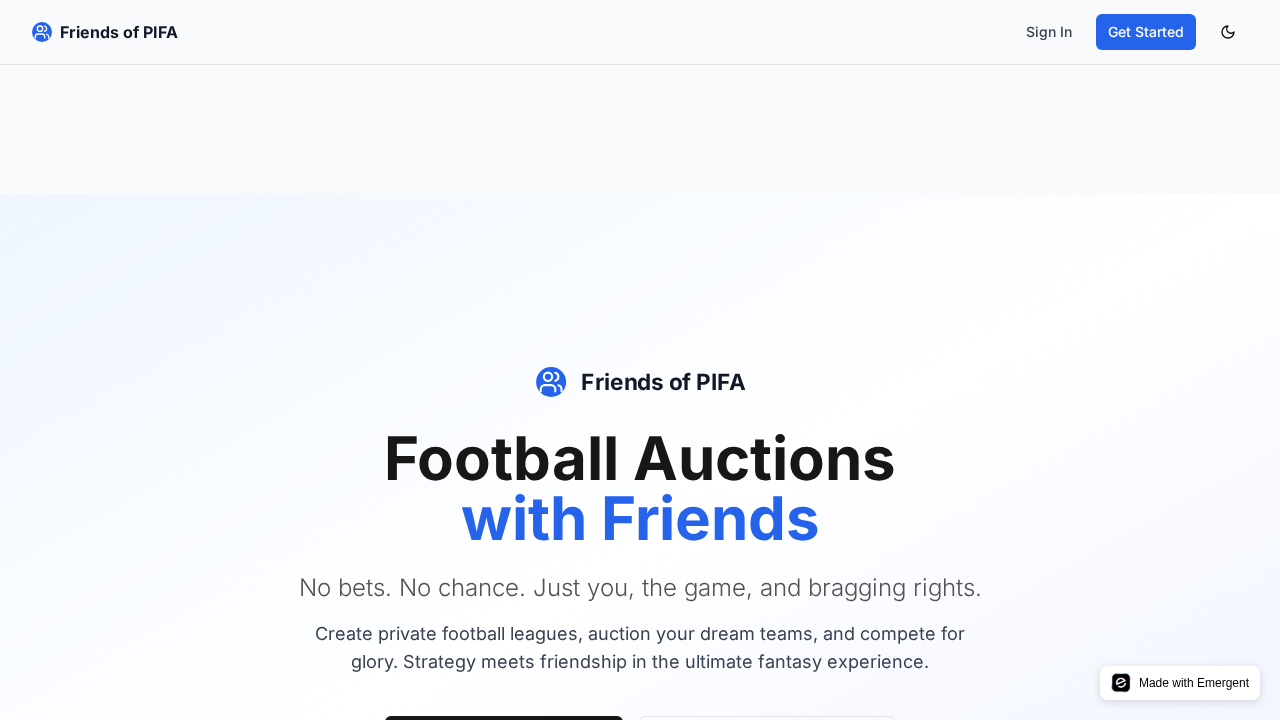 Friends of PIFA
Sign In
Get Started
Friends of PIFA
Football Auctions
with Friends
No bets. No chance. Just you, the game, and bragging rights.
Create private football leagues, auction your dream teams, and compete for
glory. Strategy meets friendship in the ultimate fantasy experience.
Made with Emergent